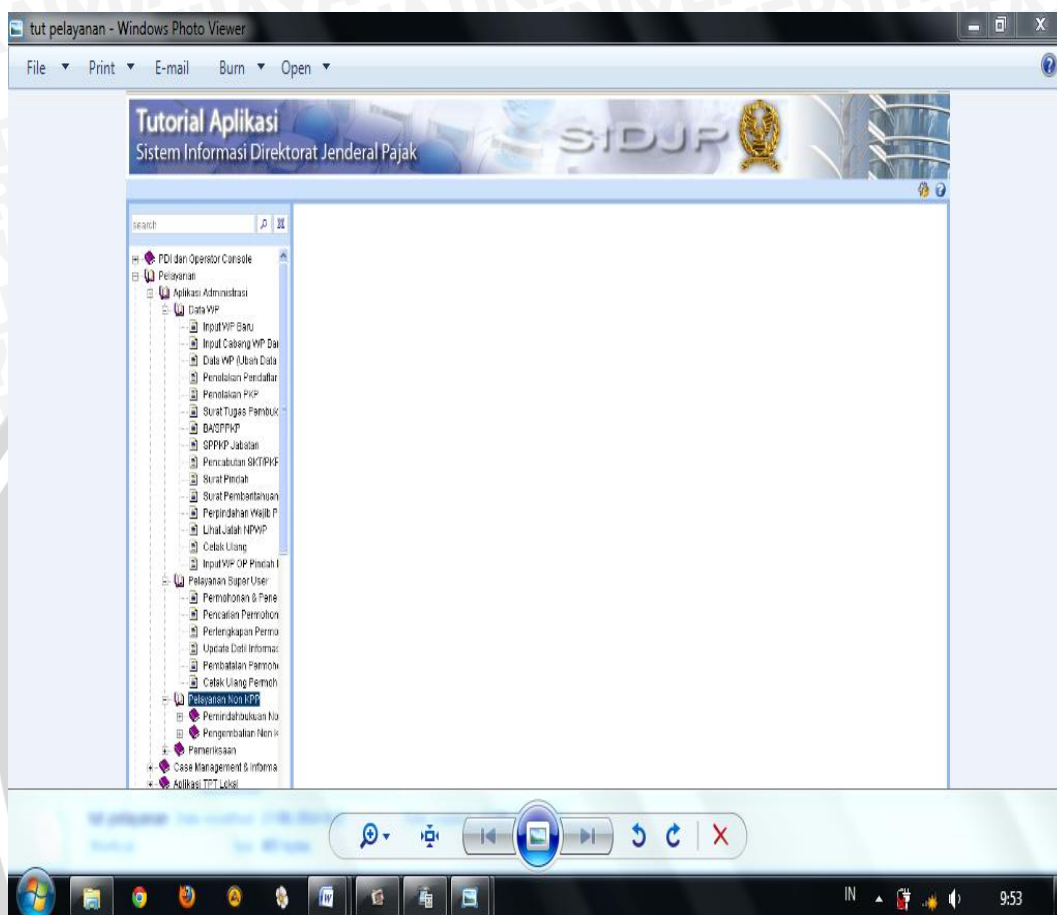 tut pelayanan - Windows Photo Viewer
File Print E-mail Burn Open
Tutorial Aplikasi
Sistem Informasi Direktorat Jenderal Pajak
SIDJP
search
PDI dan Operator Console
Pelayanan
Aplikasi Administrasi
Data WP
Input WP Baru
Input Cabang WP Bar
Data WP (Ubah Data
Penolakan Pendaftar
Penolakan PKP
Surat Tugas Pembuk
BA/SPPKP
SPPKP Jabatan
Pencabutan SKT/PKP
Surat Pindah
Surat Pemberitahuan
Perpindahan Wajib P
Lihat Jatah NPWP
Cetak Ulang
Input WP OP Pindah
Pelayanan Super User
Permohonan & Pene
Pencarian Permohon
Perlengkapan Permo
Update Detil Informas
Pembatalan Permoh
Cetak Ulang Permoh
Pelayanan Non KPP
Pemindahbukuan No
Pengembalian Non
Pemeriksaan
Case Management & Informa
Aplikasi TPT Lokal
IN 9:53